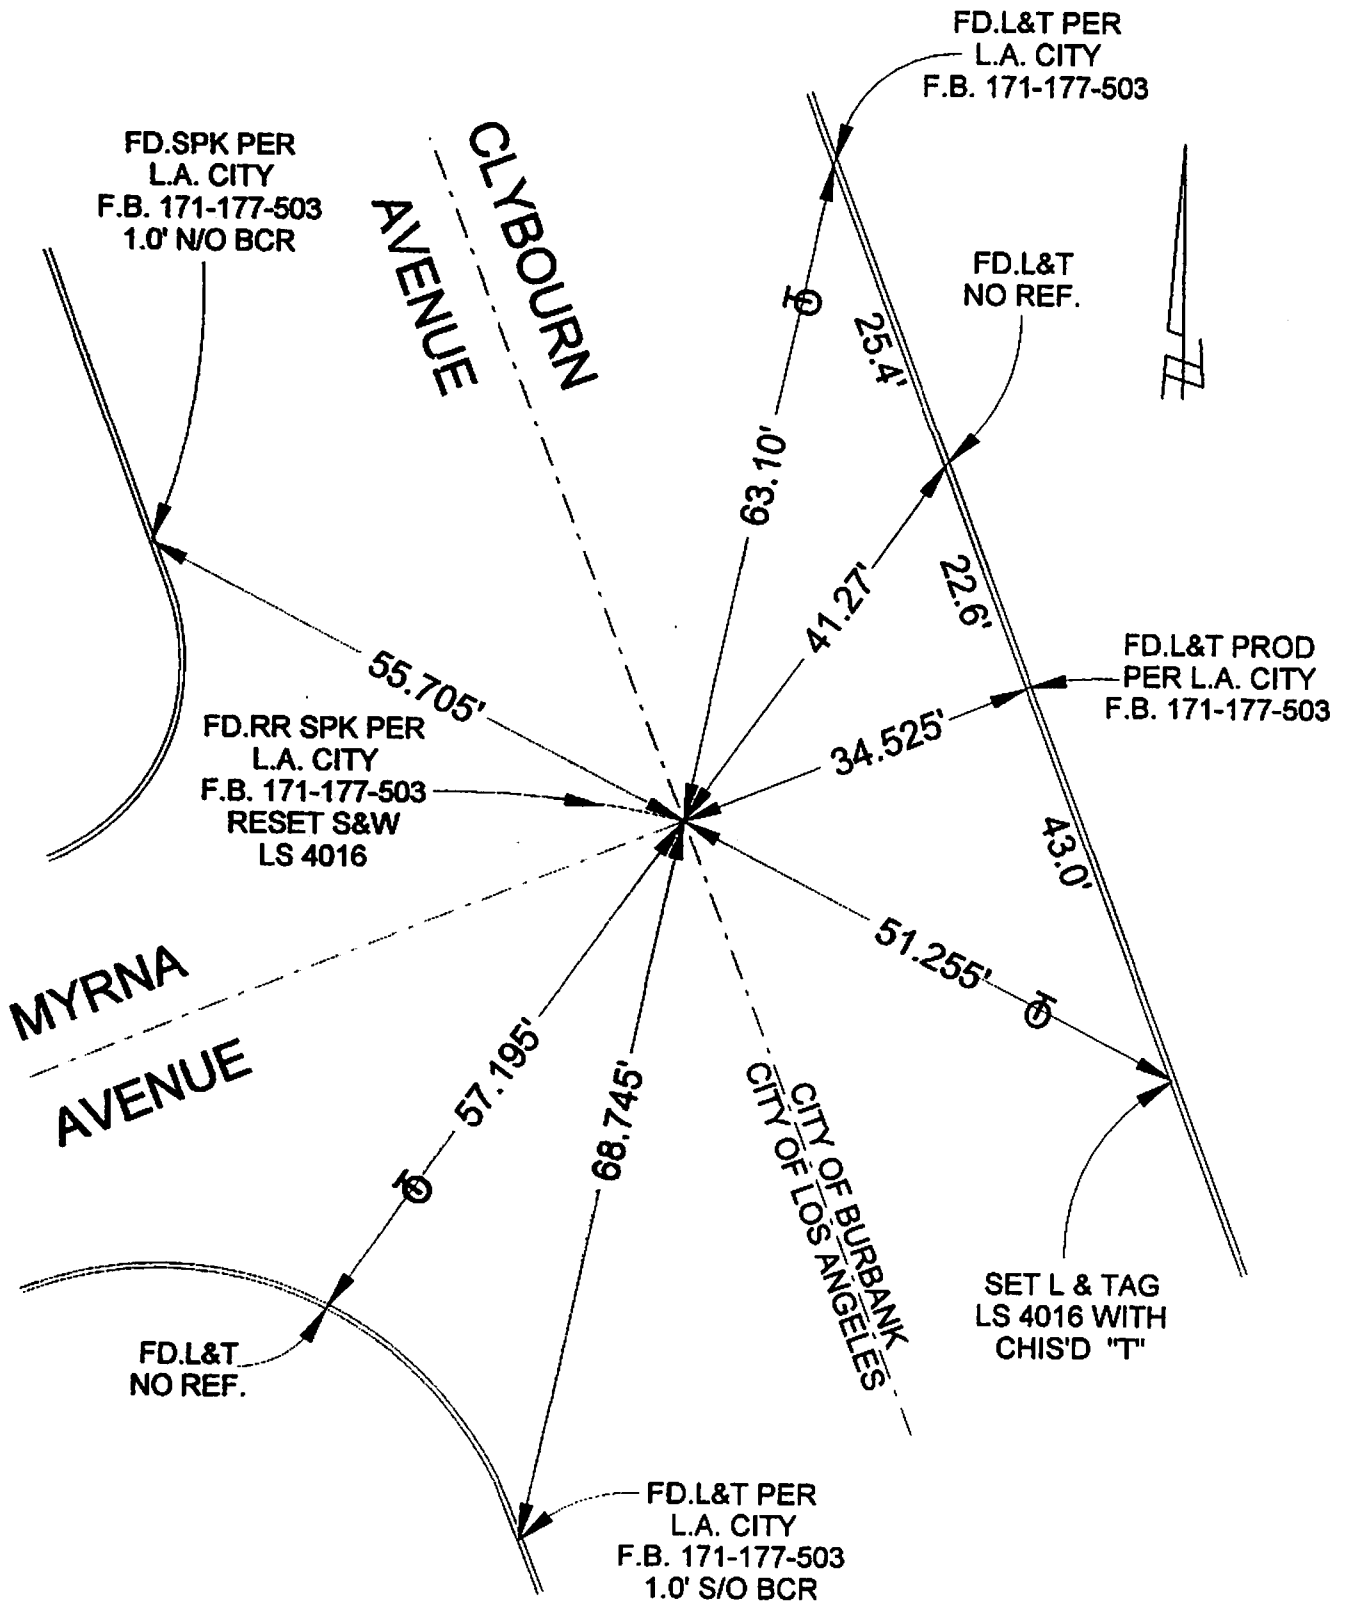 FD.L&T PER
L.A. CITY
F.B. 171-177-503
FD.SPK PER
L.A. CITY
F.B. 171-177-503
1.0' N/O BCR
CLYBOURN
AVENUE
FD.L&T
NO REF.
25.4'
63.10'
41.27'
22.6'
FD.L&T PROD
PER L.A. CITY
F.B. 171-177-503
55.705'
34.525'
FD.RR SPK PER
L.A. CITY
F.B. 171-177-503
RESET S&W
LS 4016
43.0'
51.255'
MYRNA
AVENUE
57.195'
68.745'
CITY OF BURBANK
CITY OF LOS ANGELES
SET L & TAG
LS 4016 WITH
CHIS'D "T"
FD.L&T
NO REF.
FD.L&T PER
L.A. CITY
F.B. 171-177-503
1.0' S/O BCR